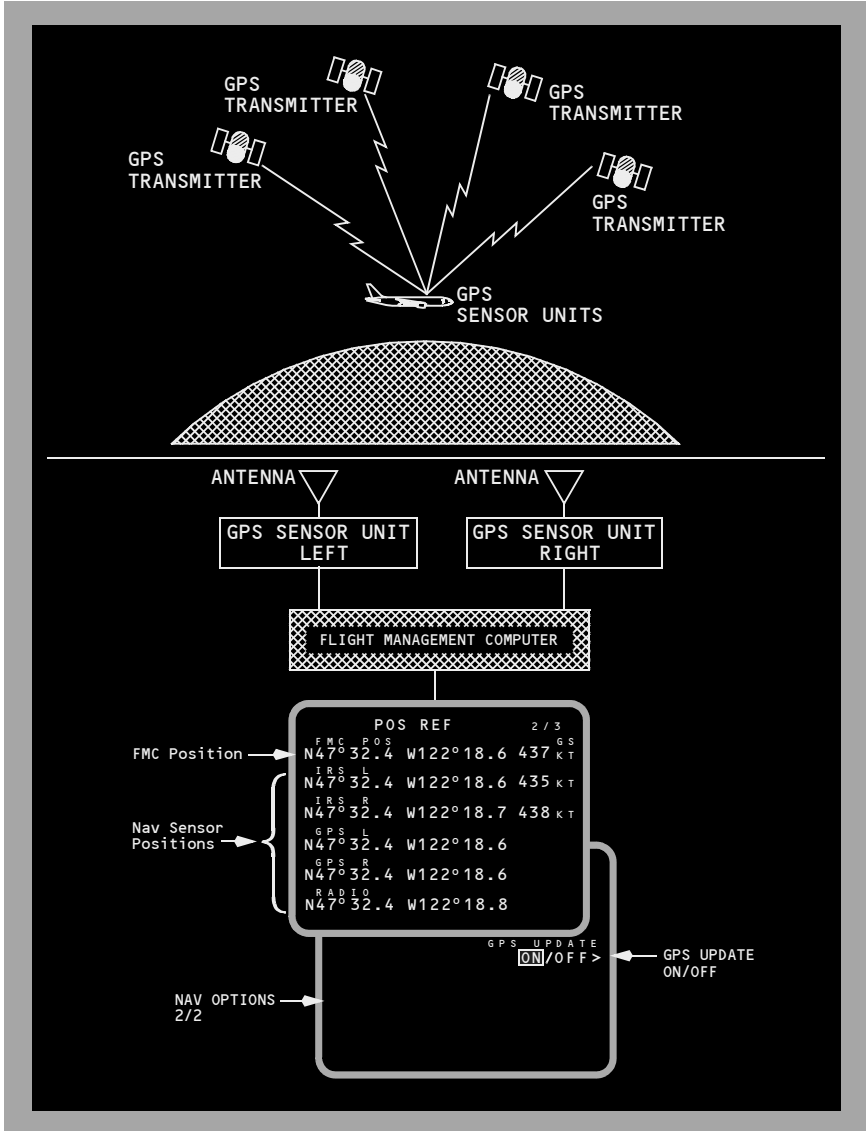 GPS
TRANSMITTER
GPS
TRANSMITTER
GPS
TRANSMITTER
GPS
TRANSMITTER
GPS
SENSOR UNITS
ANTENNA
ANTENNA
GPS SENSOR UNIT
LEFT
GPS SENSOR UNIT
RIGHT
FLIGHT MANAGEMENT COMPUTER
POS REF 2/3
FMC POS GS
FMC Position
N47°32.4 W122°18.6 437 KT
IRS L
N47°32.4 W122°18.6 435 KT
IRS R
N47°32.4 W122°18.7 438 KT
Nav Sensor
Positions
GPS L
N47°32.4 W122°18.6
GPS R
N47°32.4 W122°18.6
RADIO
N47°32.4 W122°18.8
GPS UPDATE
ON/OFF>
GPS UPDATE
ON/OFF
NAV OPTIONS
2/2